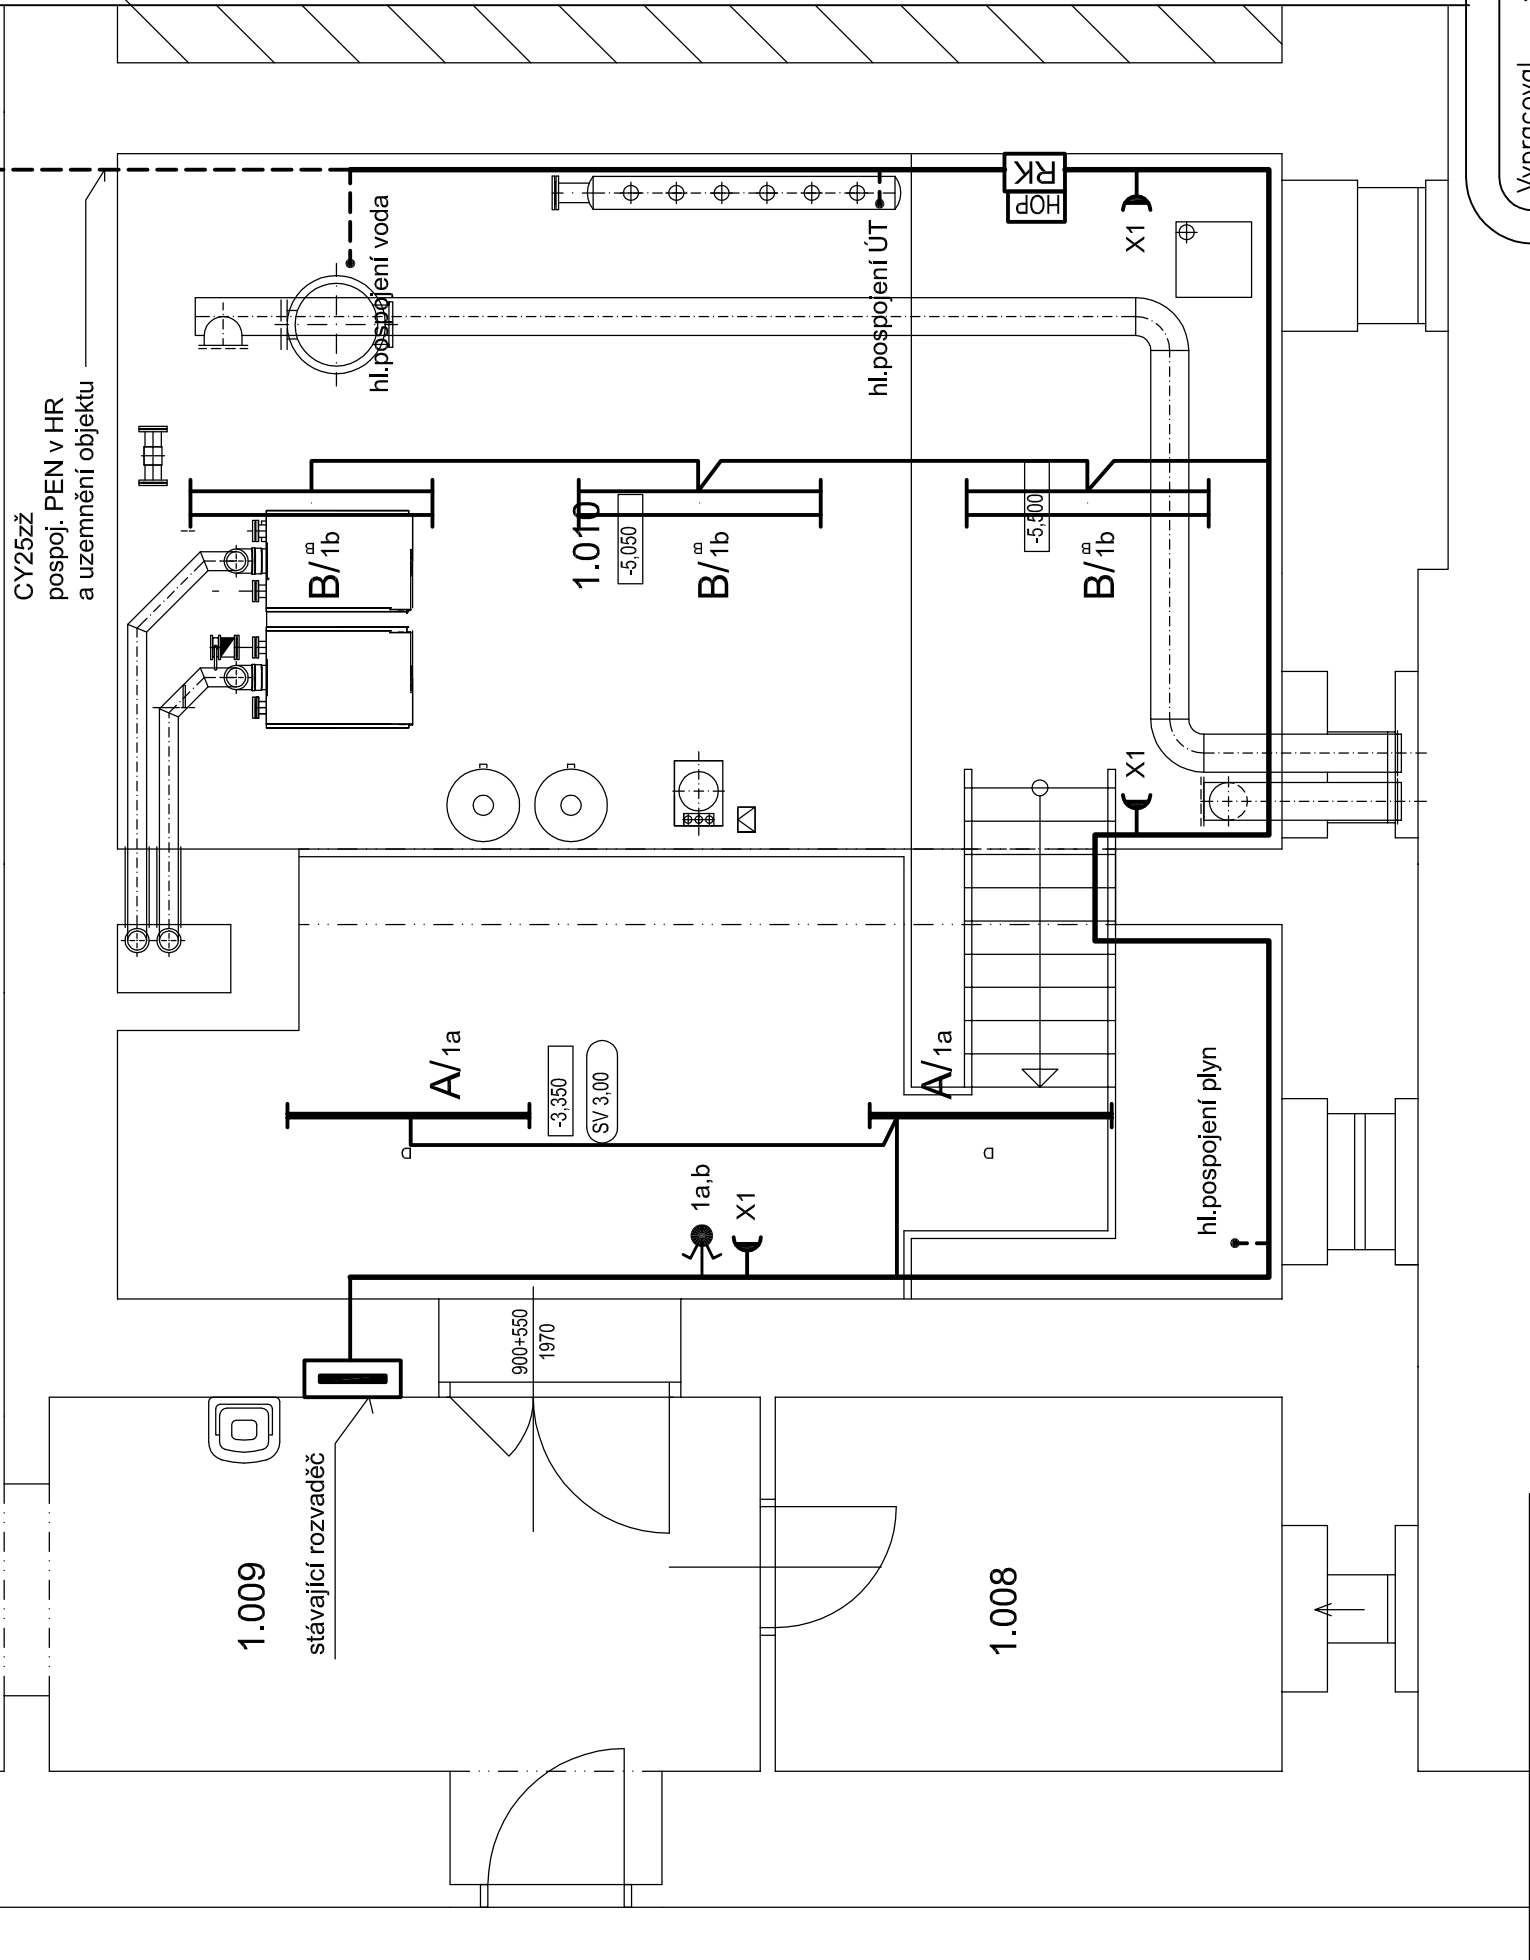 CY25zž
pospoj. PEN v HR
a uzemnění objektu
hl.pospojení voda
hl.pospojení ÚT
RK
HOP
X1
B/1b
1.010
-5,050
B/1b
-5,500
B/1b
X1
A/1a
-3,350
SV 3,00
A/1a
1a,b
X1
hl.pospojení plyn
900+550
1970
stávající rozvaděč
1.009
1.008